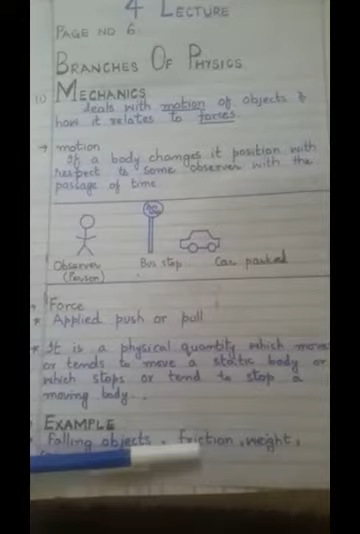 4 LECTURE
PAGE NO 6
BRANCHES OF PHYSICS
(i) MECHANICS
deals with motion of objects &
how it relates to forces
→ motion
If a body changes it position with
respect to some observer with the
passage of time
Observer
(Person)
Bus stop
Car parked
Force
* Applied push or pull
* It is a physical quantity which move
or tends to move a static body or
which stops or tend to stop a
moving body.
EXAMPLE
Falling objects, friction, weight,